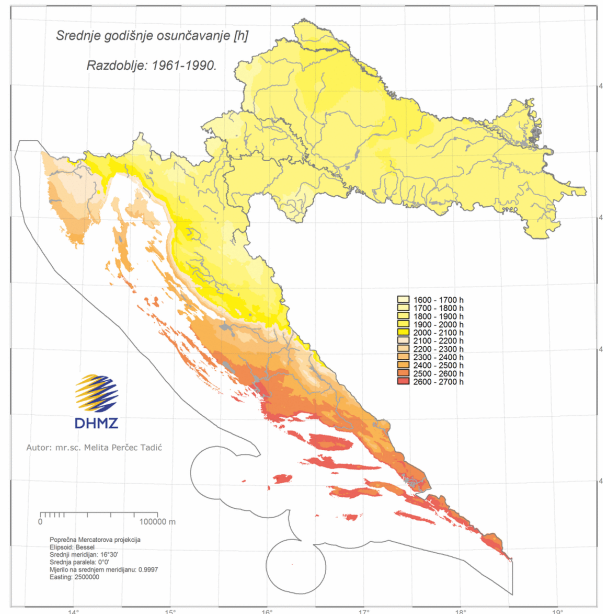 Srednje godišnje osunčavanje [h]
Razdoblje: 1961-1990.
1600 - 1700 h
1700 - 1800 h
1800 - 1900 h
1900 - 2000 h
2000 - 2100 h
2100 - 2200 h
2200 - 2300 h
2300 - 2400 h
2400 - 2500 h
2500 - 2600 h
2600 - 2700 h
DHMZ
Autor: mr.sc. Melita Perčec Tadić
0 100000 m
Poprečna Mercatorova projekcija
Elipsoid: Bessel
Srednji meridijan: 16°30'
Srednja paralela: 0°0'
Mjerilo na srednjem meridijanu: 0.9997
Easting: 2500000
14° 15° 16° 17° 18° 19°